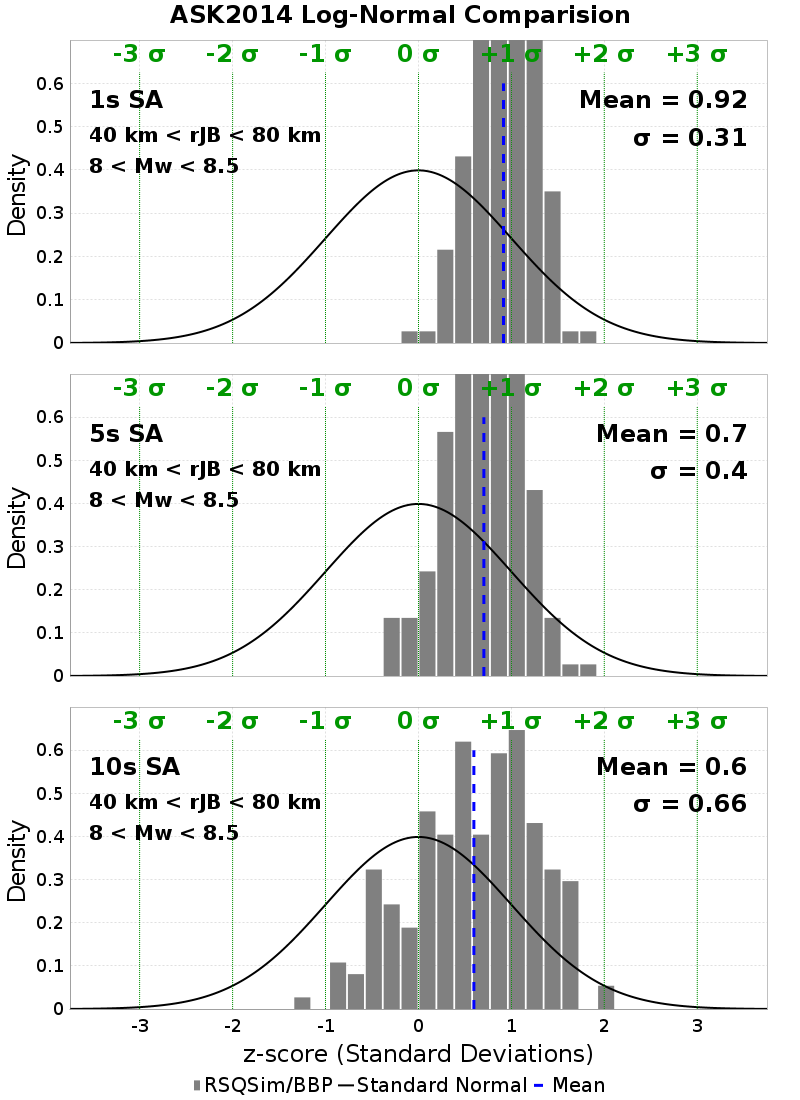 ASK2014 Log-Normal Comparision
-3 σ -2 σ -1 σ 0 σ +1 σ +2 σ +3 σ
1s SA
40 km < rJB < 80 km
8 < Mw < 8.5
Mean = 0.92
σ = 0.31
Density
0.6
0.5
0.4
0.3
0.2
0.1
0
-3 σ -2 σ -1 σ 0 σ +1 σ +2 σ +3 σ
5s SA
40 km < rJB < 80 km
8 < Mw < 8.5
Mean = 0.7
σ = 0.4
Density
0.6
0.5
0.4
0.3
0.2
0.1
0
-3 σ -2 σ -1 σ 0 σ +1 σ +2 σ +3 σ
10s SA
40 km < rJB < 80 km
8 < Mw < 8.5
Mean = 0.6
σ = 0.66
Density
0.6
0.5
0.4
0.3
0.2
0.1
0
-3 -2 -1 0 1 2 3
z-score (Standard Deviations)
RSQSim/BBP Standard Normal Mean